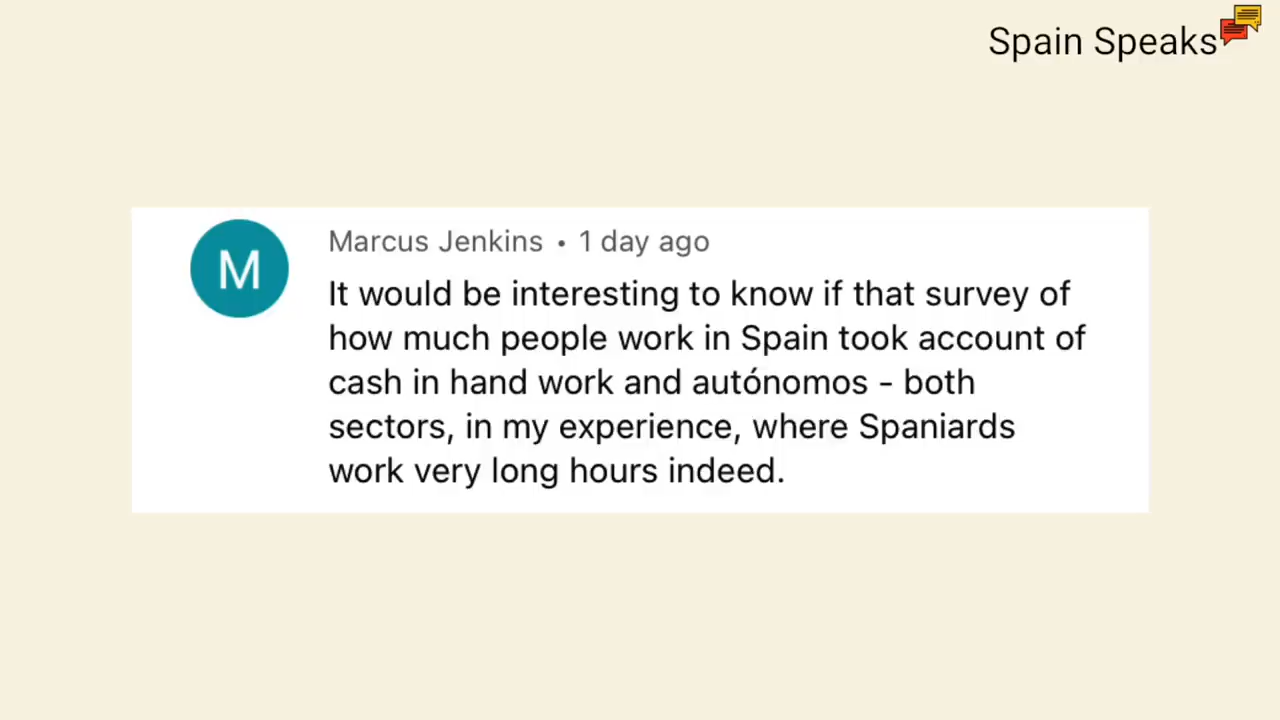 Spain Speaks
M
Marcus Jenkins • 1 day ago
It would be interesting to know if that survey of
how much people work in Spain took account of
cash in hand work and autónomos - both
sectors, in my experience, where Spaniards
work very long hours indeed.